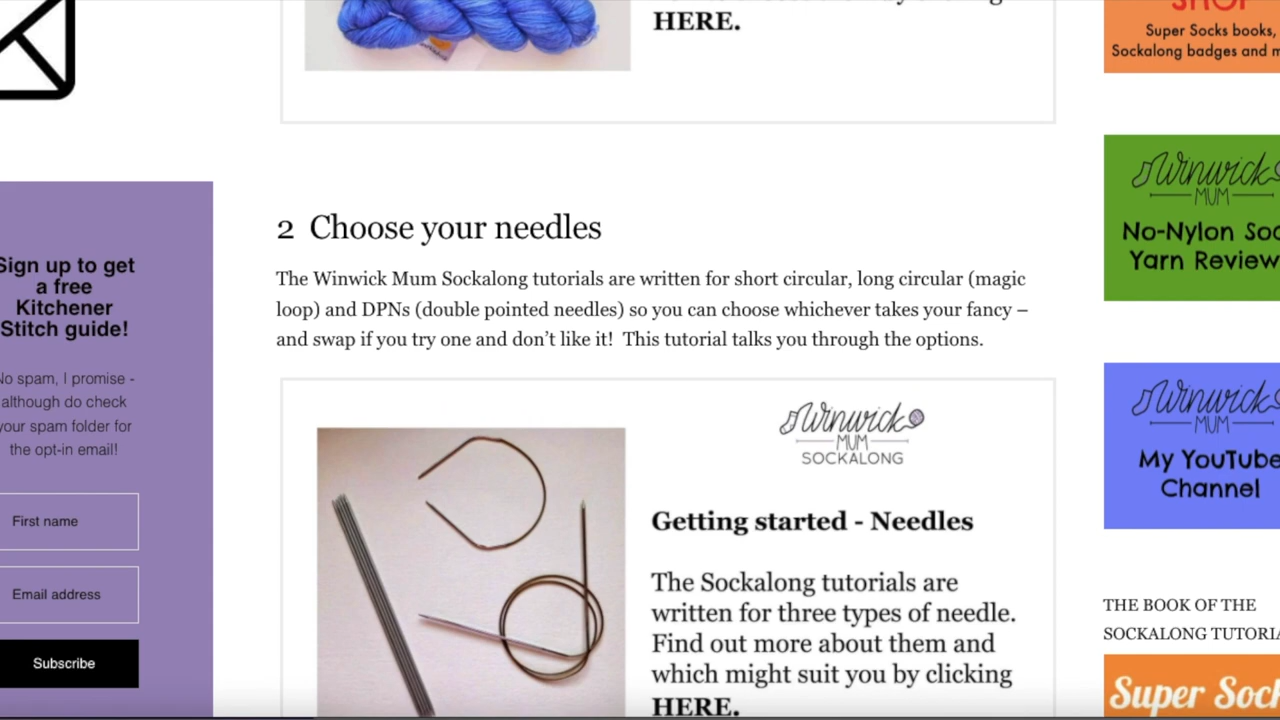 HERE.
SHOP
Super Socks books,
Sockalong badges and m
Sign up to get
a free
Kitchener
Stitch guide!
No spam, I promise -
although do check
your spam folder for
the opt-in email!
First name
Email address
Subscribe
2 Choose your needles
The Winwick Mum Sockalong tutorials are written for short circular, long circular (magic
loop) and DPNs (double pointed needles) so you can choose whichever takes your fancy –
and swap if you try one and don’t like it! This tutorial talks you through the options.
Winwick
MUM
SOCKALONG
Getting started - Needles
The Sockalong tutorials are
written for three types of needle.
Find out more about them and
which might suit you by clicking
HERE.
Winwick
MUM
No-Nylon Soc
Yarn Review
Winwick
MUM
My YouTube
Channel
THE BOOK OF THE
SOCKALONG TUTORIA
Super Sock